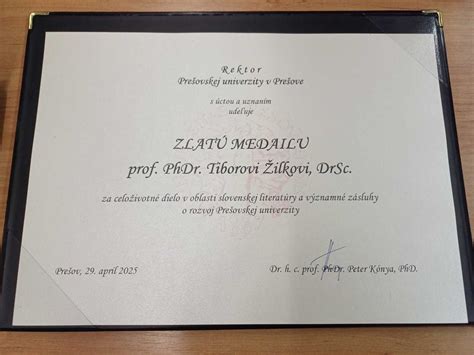 Rektor
Prešovskej univerzity v Prešove
s úctou a uznaním
udeľuje
ZLATÚ MEDAILU
prof. PhDr. Tiborovi Žilkovi, DrSc.
za celoživotné dielo v oblasti slovenskej literatúry a významné zásluhy
o rozvoj Prešovskej univerzity
Prešov, 29. apríl 2025
Dr. h. c. prof. PhDr. Peter Kónya, PhD.